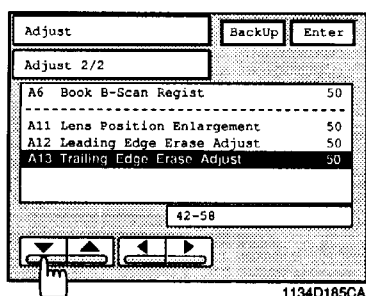 Adjust BackUp Enter
Adjust 2/2
A6 Book B-Scan Regist 50
A11 Lens Position Enlargement 50
A12 Leading Edge Erase Adjust 50
A13 Trailing Edge Erase Adjust 50
42-58
1134D185CA